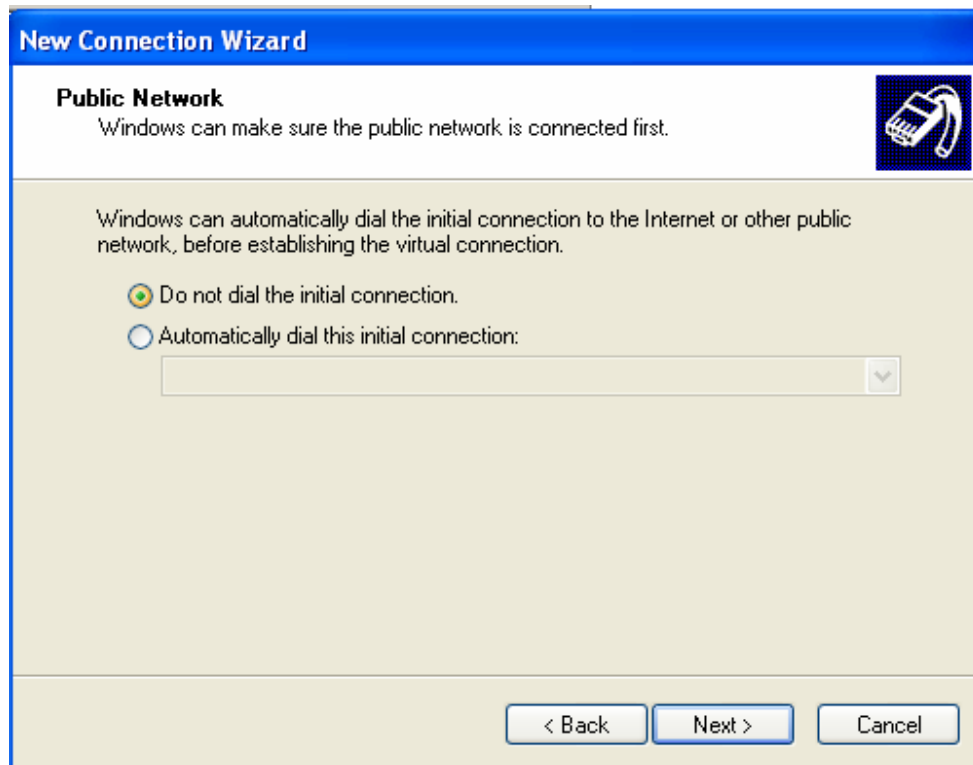 New Connection Wizard
Public Network
Windows can make sure the public network is connected first.
Windows can automatically dial the initial connection to the Internet or other public
network, before establishing the virtual connection.
Do not dial the initial connection.
Automatically dial this initial connection:
< Back Next > Cancel